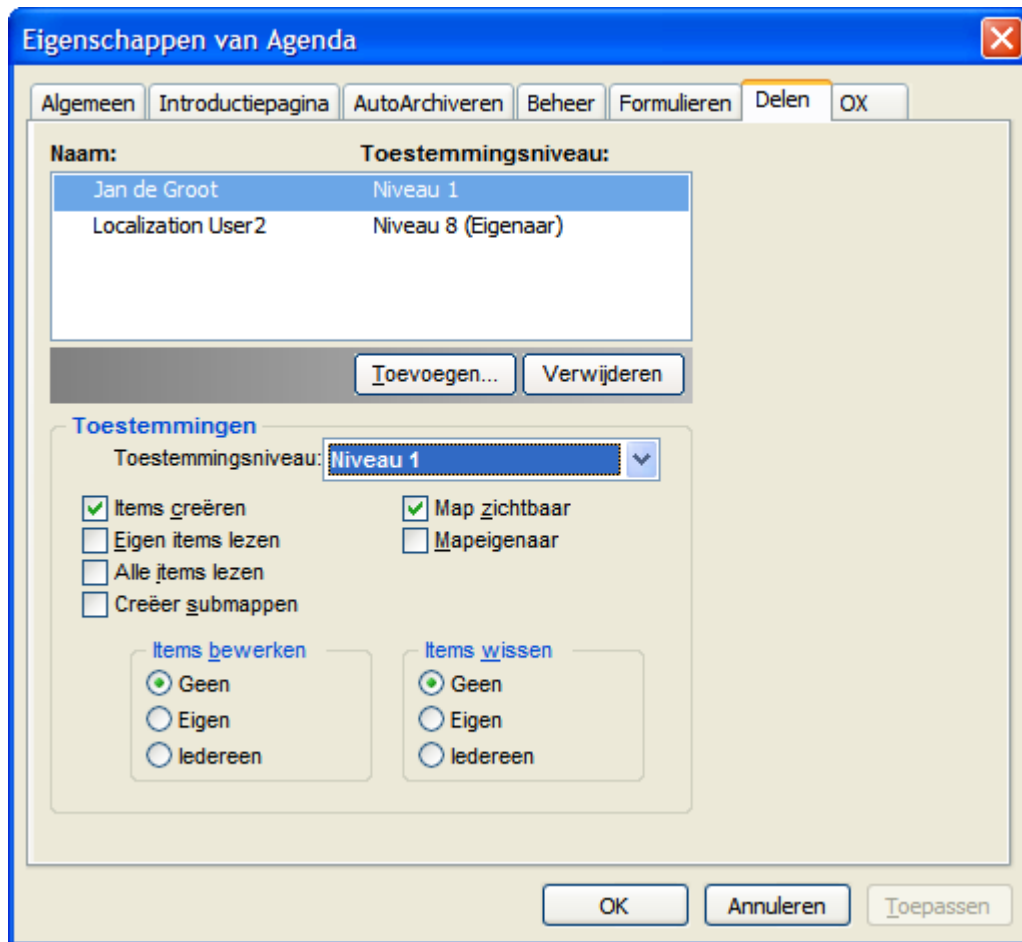 Eigenschappen van Agenda
Algemeen Introductiepagina AutoArchiveren Beheer Formulieren Delen OX
Naam: Toestemmingsniveau:
Jan de Groot Niveau 1
Localization User2 Niveau 8 (Eigenaar)
Toevoegen... Verwijderen
Toestemmingen
Toestemmingsniveau: Niveau 1
Items creëren Map zichtbaar
Eigen items lezen Mapeigenaar
Alle items lezen
Creëer submappen
Items bewerken Items wissen
Geen Geen
Eigen Eigen
Iedereen Iedereen
OK Annuleren Toepassen